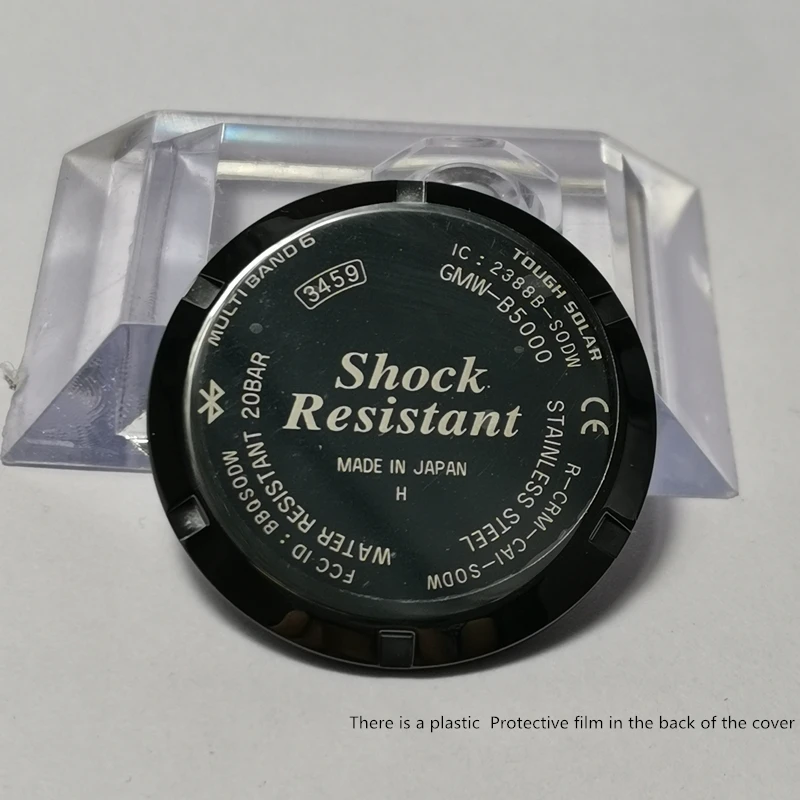 MULTI BAND 6
3459
TOUGH SOLAR
IC : 2388B-SODW
GMW-B5000
Shock
Resistant
MADE IN JAPAN
H
CE
STAINLESS STEEL
R-CRM-CAI-SODW
WATER RESISTANT 20BAR
FCC ID : BBQSODW
There is a plastic Protective film in the back of the cover